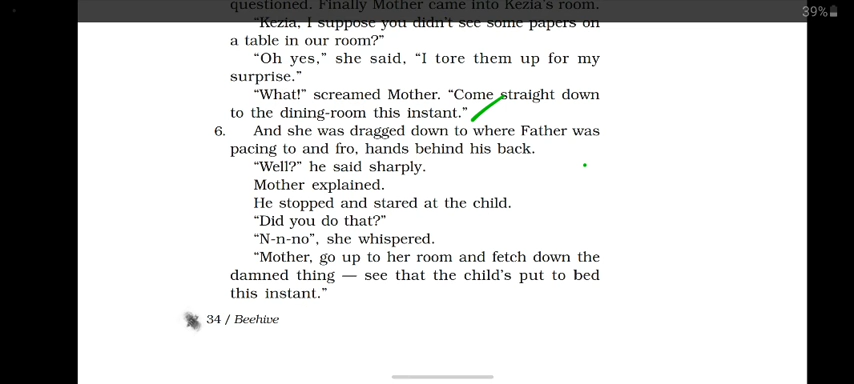 questioned. Finally Mother came into Kezia's room.
39%
"Kezia, I suppose you didn't see some papers on
a table in our room?"
"Oh yes," she said, "I tore them up for my
surprise."
"What!" screamed Mother. "Come straight down
to the dining-room this instant."
6. And she was dragged down to where Father was
pacing to and fro, hands behind his back.
"Well?" he said sharply.
Mother explained.
He stopped and stared at the child.
"Did you do that?"
"N-n-no", she whispered.
"Mother, go up to her room and fetch down the
damned thing — see that the child's put to bed
this instant."
34 / Beehive